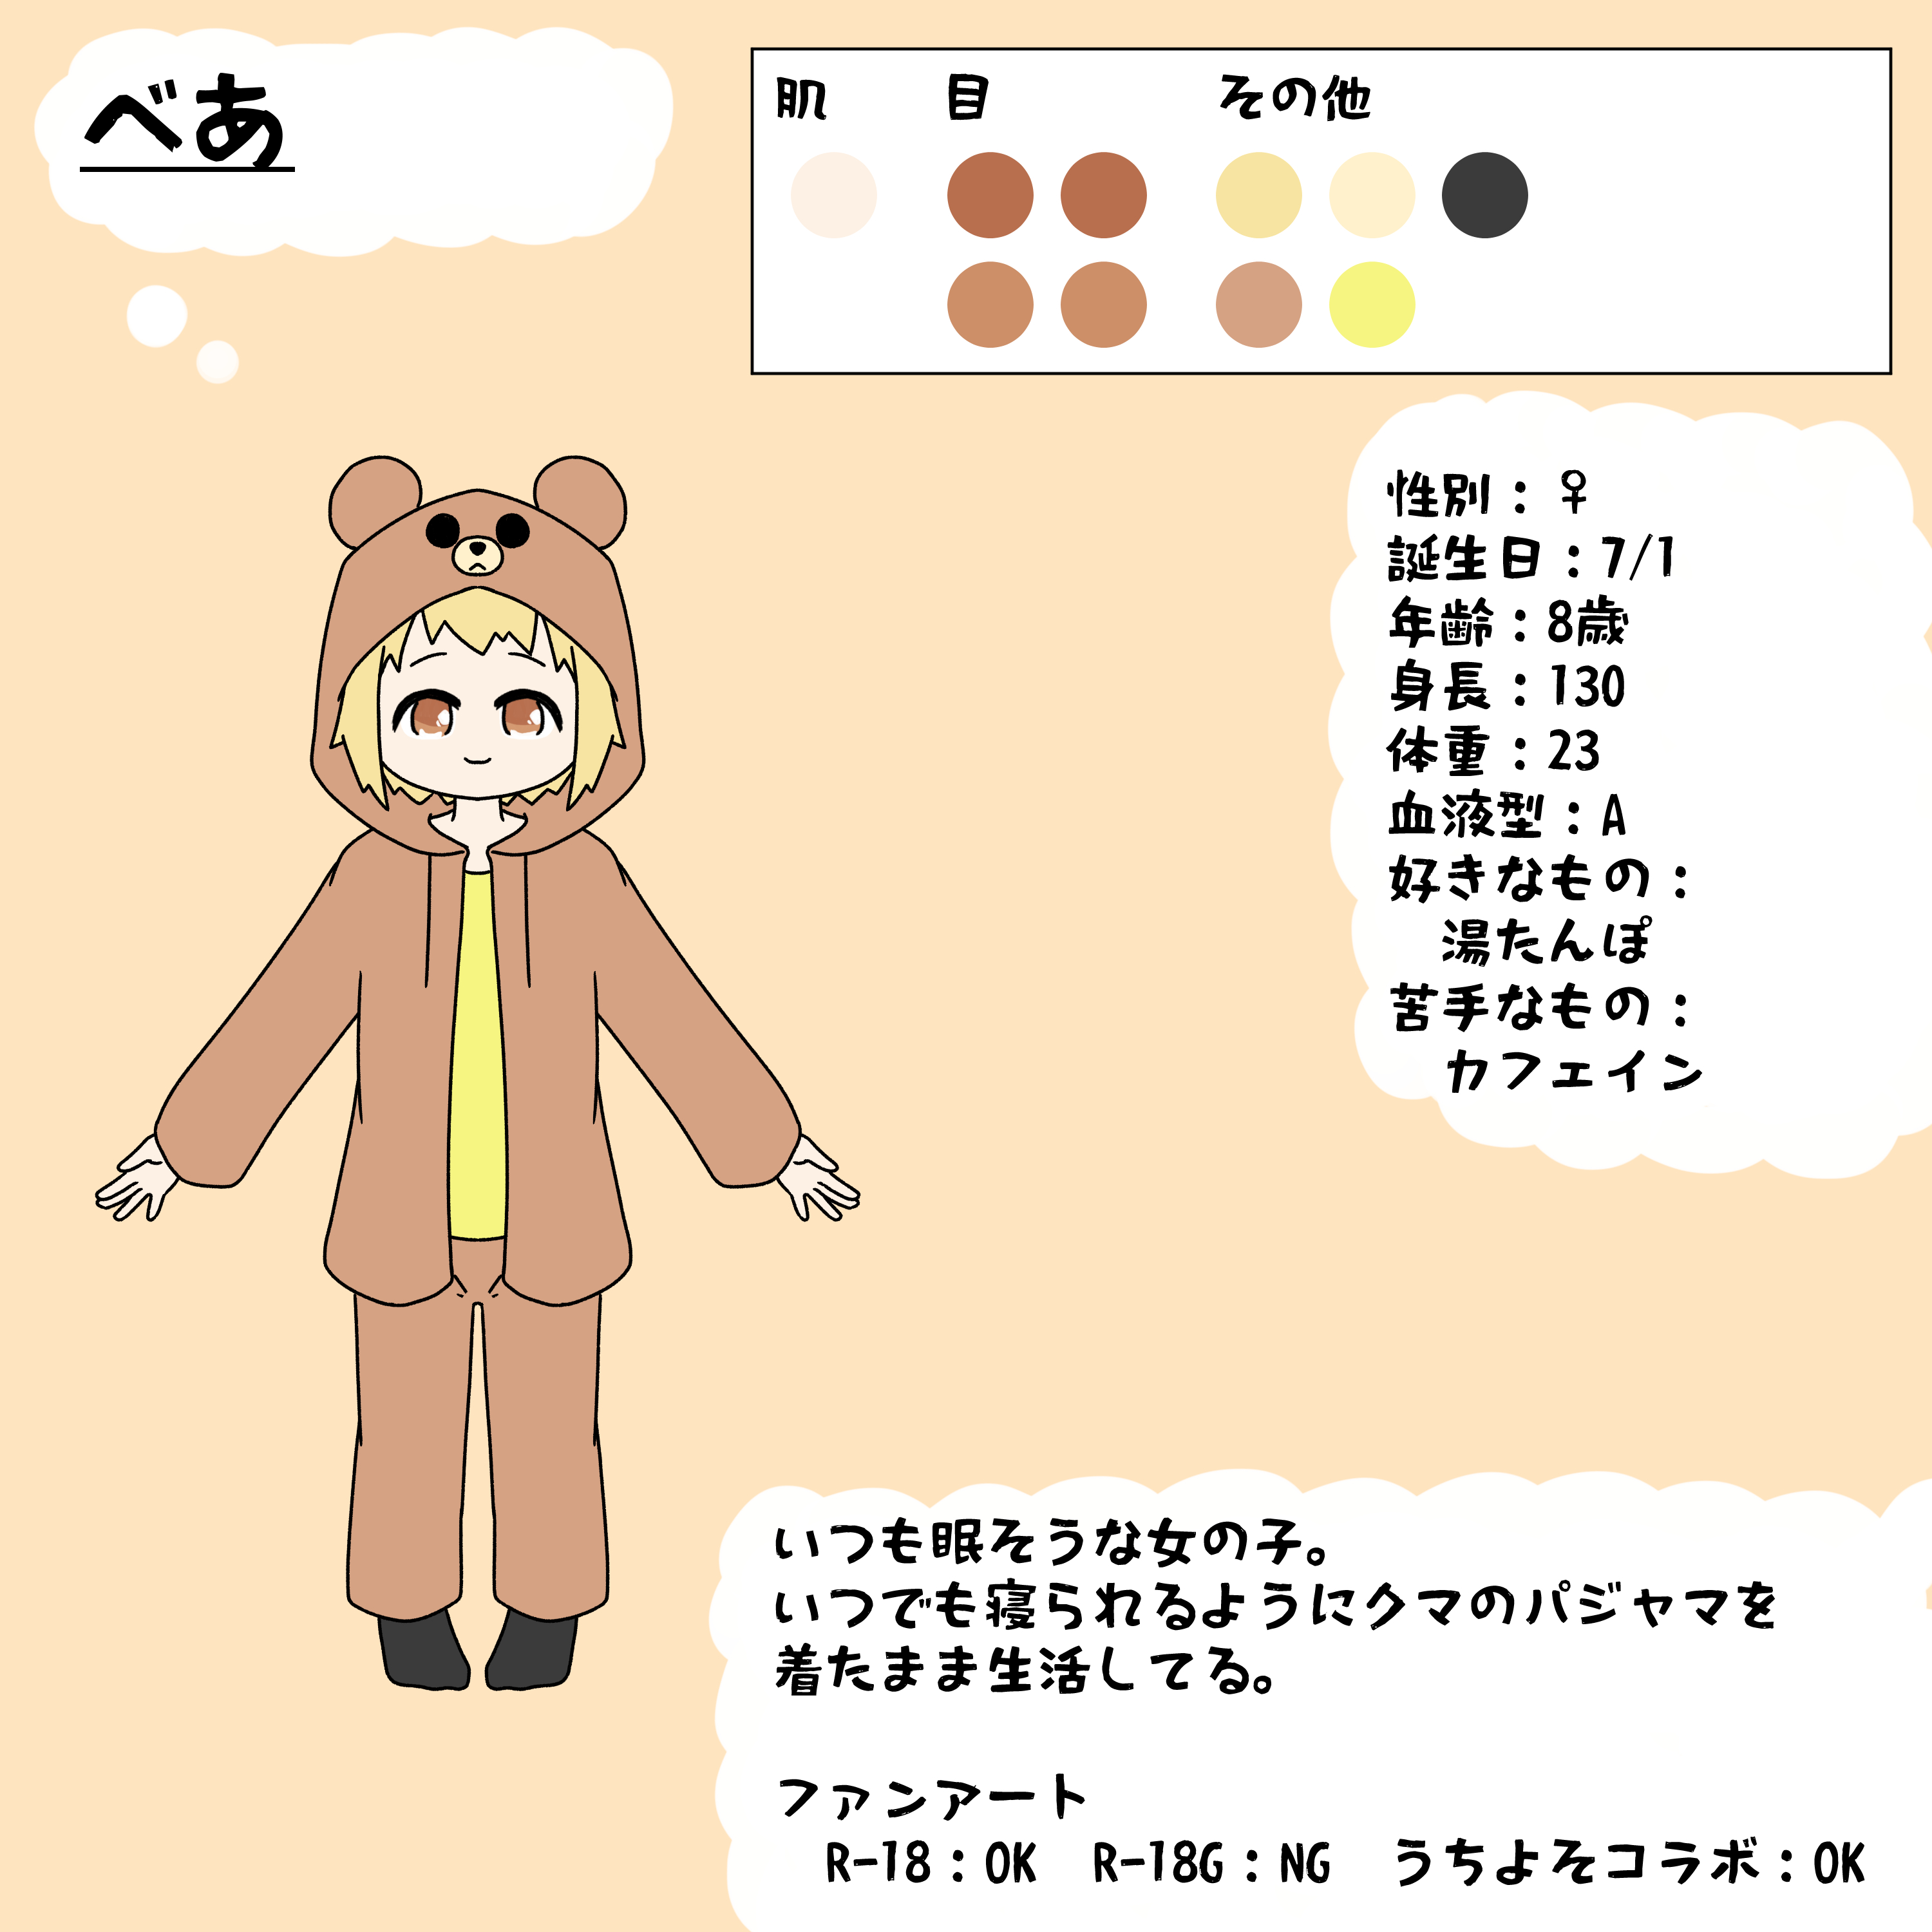 べあ
肌 目 その他
性別：♀
誕生日：7/1
年齢：8歳
身長：130
体重：23
血液型：A
好きなもの：
湯たんぽ
苦手なもの：
カフェイン
いつも眠そうな女の子。
いつでも寝られるようにクマのパジャマを
着たまま生活してる。
ファンアート
R-18：OK R-18G：NG うちよそコラボ：OK